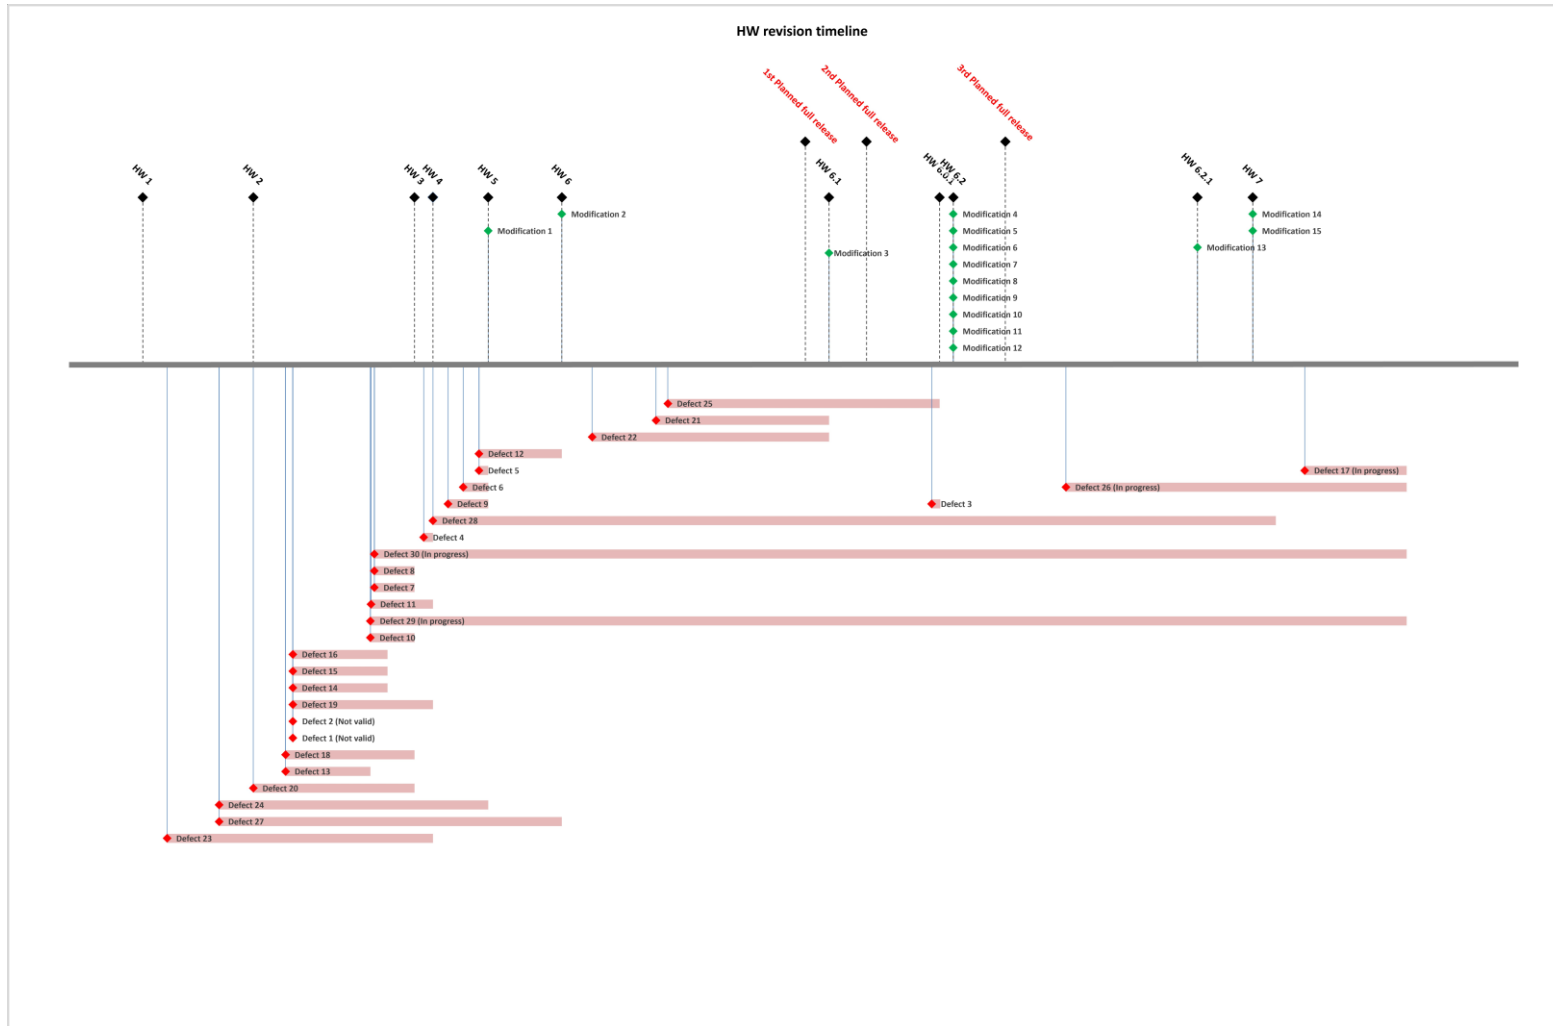 HW revision timeline
1st Planned full release
2nd Planned full release
3rd Planned full release
HW 1
HW 2
HW 3
HW 4
HW 5
HW 6
HW 6.1
HW 6.0.1
HW 6.2
HW 6.2.1
HW 7
Modification 2
Modification 4
Modification 14
Modification 1
Modification 5
Modification 15
Modification 6
Modification 13
Modification 3
Modification 7
Modification 8
Modification 9
Modification 10
Modification 11
Modification 12
Defect 25
Defect 21
Defect 22
Defect 12
Defect 5
Defect 17 (In progress)
Defect 6
Defect 26 (In progress)
Defect 9
Defect 3
Defect 28
Defect 4
Defect 30 (In progress)
Defect 8
Defect 7
Defect 11
Defect 29 (In progress)
Defect 10
Defect 16
Defect 15
Defect 14
Defect 19
Defect 2 (Not valid)
Defect 1 (Not valid)
Defect 18
Defect 13
Defect 20
Defect 24
Defect 27
Defect 23